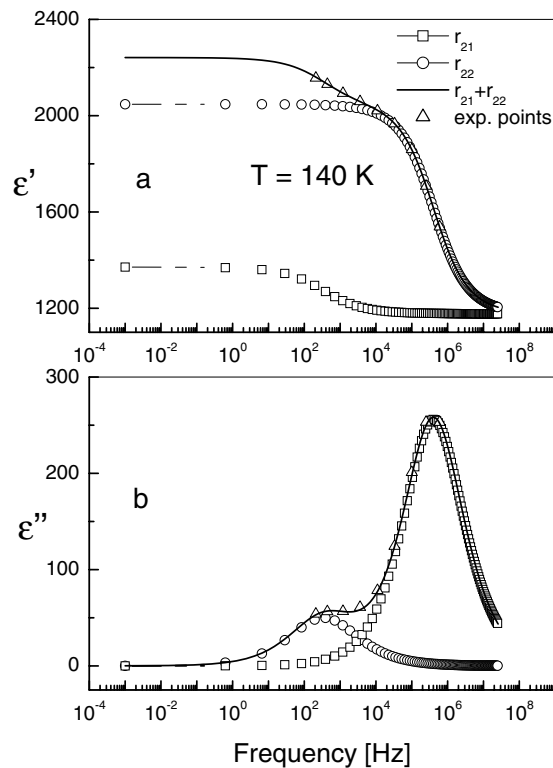 2400
2000
1600
1200
ε'
a
T = 140 K
r₂₁
r₂₂
r₂₁+r₂₂
exp. points
10⁻⁴ 10⁻² 10⁰ 10² 10⁴ 10⁶ 10⁸
300
200
100
0
ε''
b
10⁻⁴ 10⁻² 10⁰ 10² 10⁴ 10⁶ 10⁸
Frequency [Hz]